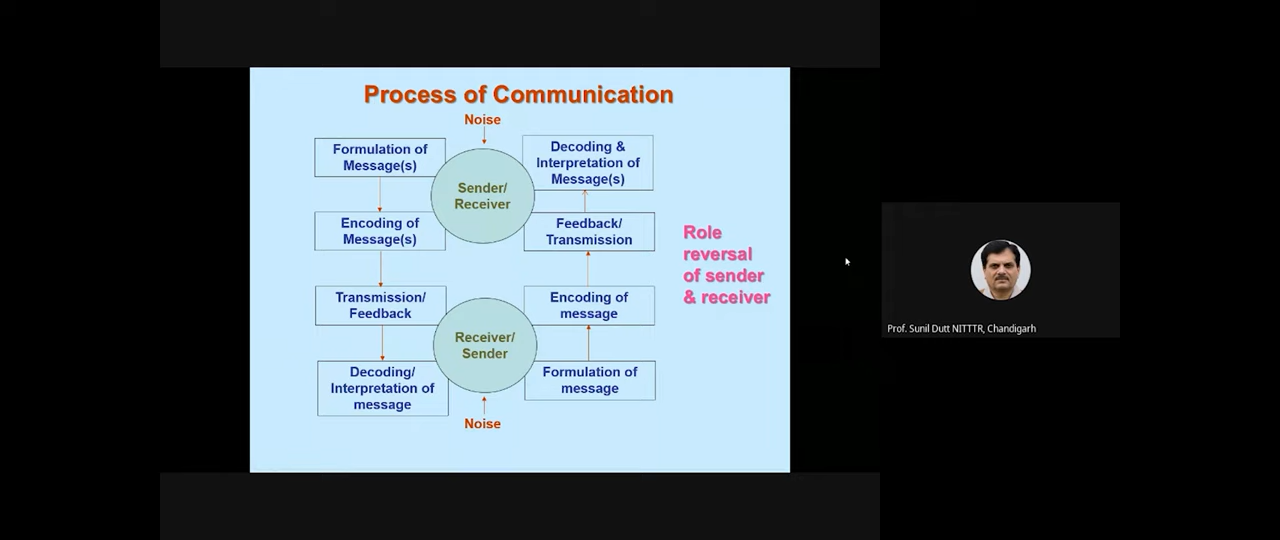 Process of Communication
Noise
Formulation of
Message(s)
Encoding of
Message(s)
Transmission/
Feedback
Decoding/
Interpretation of
message
Sender/
Receiver
Receiver/
Sender
Noise
Decoding &
Interpretation of
Message(s)
Feedback/
Transmission
Encoding of
message
Formulation of
message
Role
reversal
of sender
& receiver
Prof. Sunil Dutt NITTTR, Chandigarh